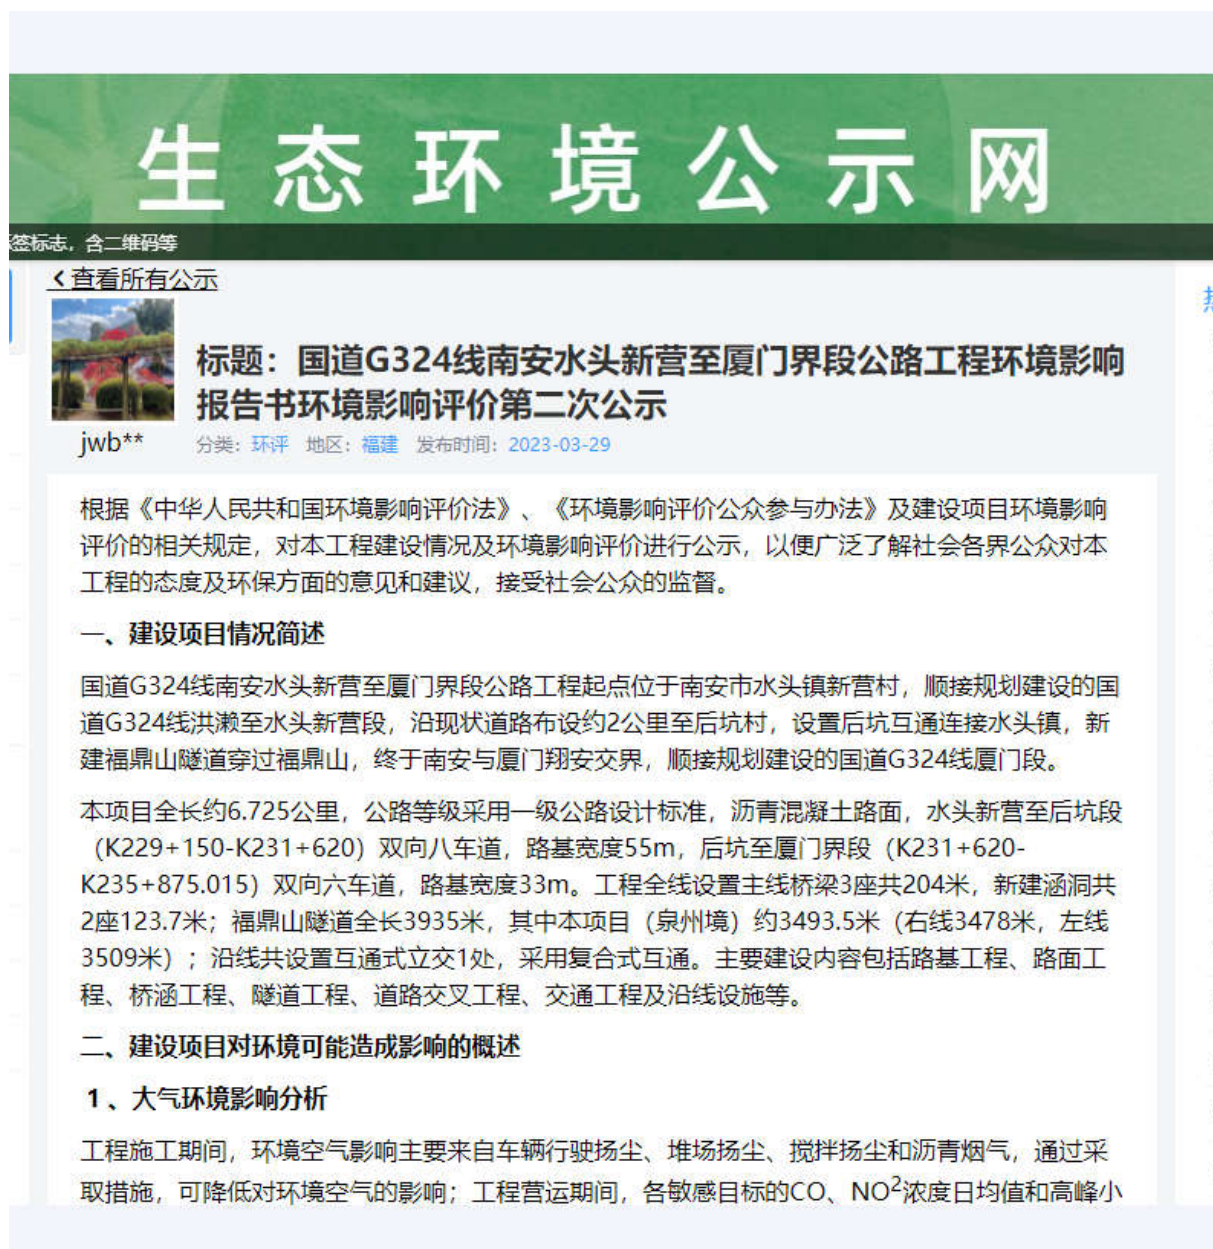 生态环境公示网
签标志，含二维码等
查看所有公示
标题：国道G324线南安水头新营至厦门界段公路工程环境影响
报告书环境影响评价第二次公示
jwb**
分类：环评 地区：福建 发布时间：2023-03-29
根据《中华人民共和国环境影响评价法》、《环境影响评价公众参与办法》及建设项目环境影响
评价的相关规定，对本工程建设情况及环境影响评价进行公示，以便广泛了解社会各界公众对本
工程的态度及环保方面的意见和建议，接受社会公众的监督。
一、建设项目情况简述
国道G324线南安水头新营至厦门界段公路工程起点位于南安市水头镇新营村，顺接规划建设的国
道G324线洪濑至水头新营段，沿现状道路布设约2公里至后坑村，设置后坑互通连接水头镇，新
建福鼎山隧道穿过福鼎山，终于南安与厦门翔安交界，顺接规划建设的国道G324线厦门段。
本项目全长约6.725公里，公路等级采用一级公路设计标准，沥青混凝土路面，水头新营至后坑段
（K229+150-K231+620）双向八车道，路基宽度55m，后坑至厦门界段（K231+620-
K235+875.015）双向六车道，路基宽度33m。工程全线设置主线桥梁3座共204米，新建涵洞共
2座123.7米；福鼎山隧道全长3935米，其中本项目（泉州境）约3493.5米（右线3478米，左线
3509米）；沿线共设置互通式立交1处，采用复合式互通。主要建设内容包括路基工程、路面工
程、桥涵工程、隧道工程、道路交叉工程、交通工程及沿线设施等。
二、建设项目对环境可能造成影响的概述
1、大气环境影响分析
工程施工期间，环境空气影响主要来自车辆行驶扬尘、堆场扬尘、搅拌扬尘和沥青烟气，通过采
取措施，可降低对环境空气的影响；工程营运期间，各敏感目标的CO、NO²浓度日均值和高峰小